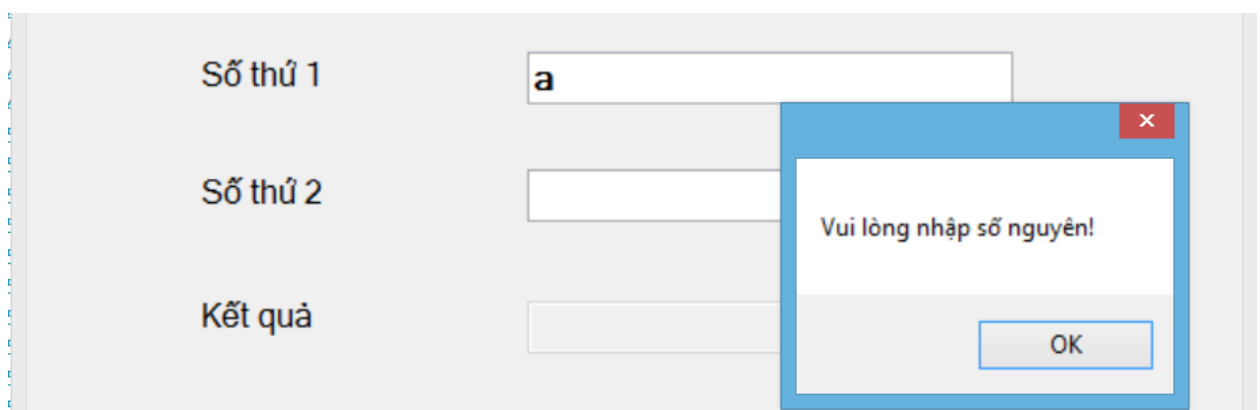 Số thứ 1
a
Số thứ 2
Vui lòng nhập số nguyên!
Kết quả
OK